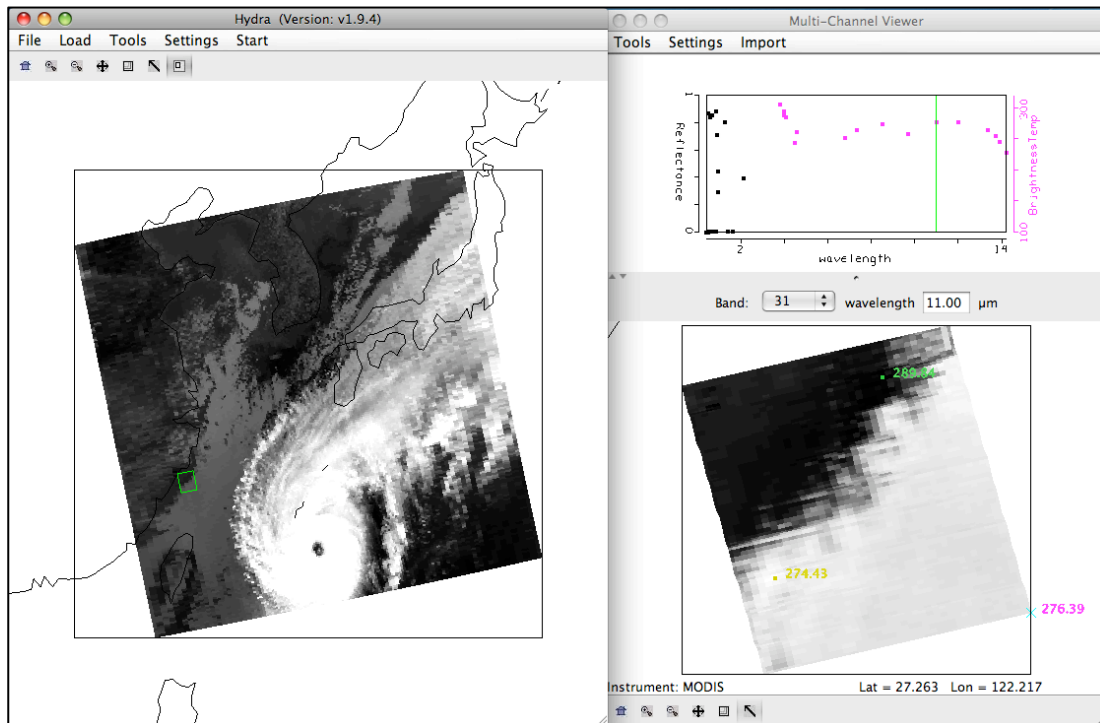 Hydra (Version: v1.9.4)
File Load Tools Settings Start
Multi-Channel Viewer
Tools Settings Import
1
0
Reflectance
300
100
BrightnessTemp
2
14
wavelength
Band: 31 wavelength 11.00 µm
289.64
274.43
276.39
Instrument: MODIS Lat = 27.263 Lon = 122.217